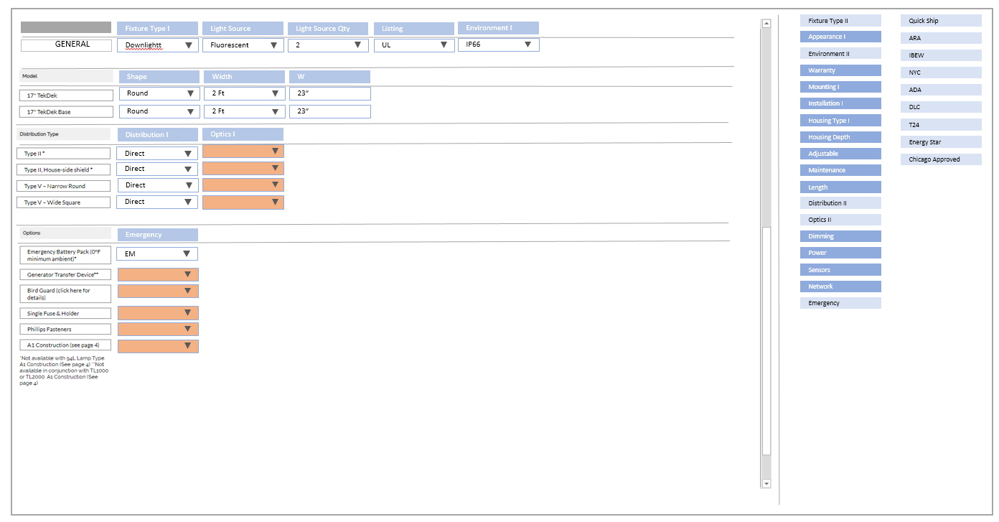 Fixture Type I Light Source Light Source Qty Listing Environment I
GENERAL Downlightt Fluorescent 2 UL IP66
Model Shape Width W
17" TekDek Round 2 Ft 23"
17" TekDek Base Round 2 Ft 23"
Distribution Type Distribution I Optics I
Type II * Direct
Type II, House-side shield * Direct
Type V - Narrow Round Direct
Type V - Wide Square Direct
Options Emergency
Emergency Battery Pack (0°F
minimum ambient)* EM
Generator Transfer Device**
Bird Guard (click here for
details)
Single Fuse & Holder
Phillips Fasteners
A1 Construction (see page 4)
*Not available with 94L Lamp Type.
A1 Construction (See page 4) **Not
available in conjunction with TL1000
or TL2000. A1 Construction (See
page 4)
Fixture Type II
Appearance I
Environment II
Warranty
Mounting I
Installation I
Housing Type I
Housing Depth
Adjustable
Maintenance
Length
Distribution II
Optics II
Dimming
Power
Sensors
Network
Emergency
Quick Ship
ARA
IBEW
NYC
ADA
DLC
T24
Energy Star
Chicago Approved